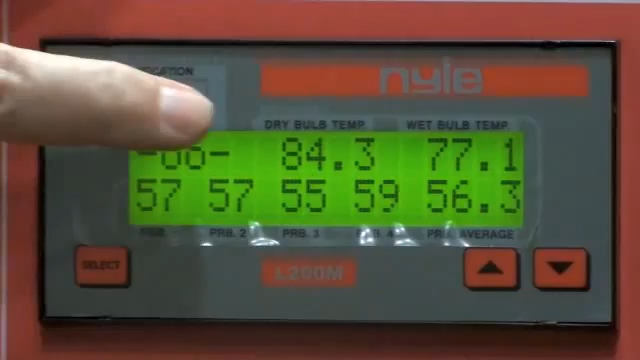 nyle
DRY BULB TEMP. WET BULB TEMP.
84.3 77.1
57 57 55 59 56.3
PRB. 2 PRB. 3 PRB. AVERAGE
SELECT
L200M